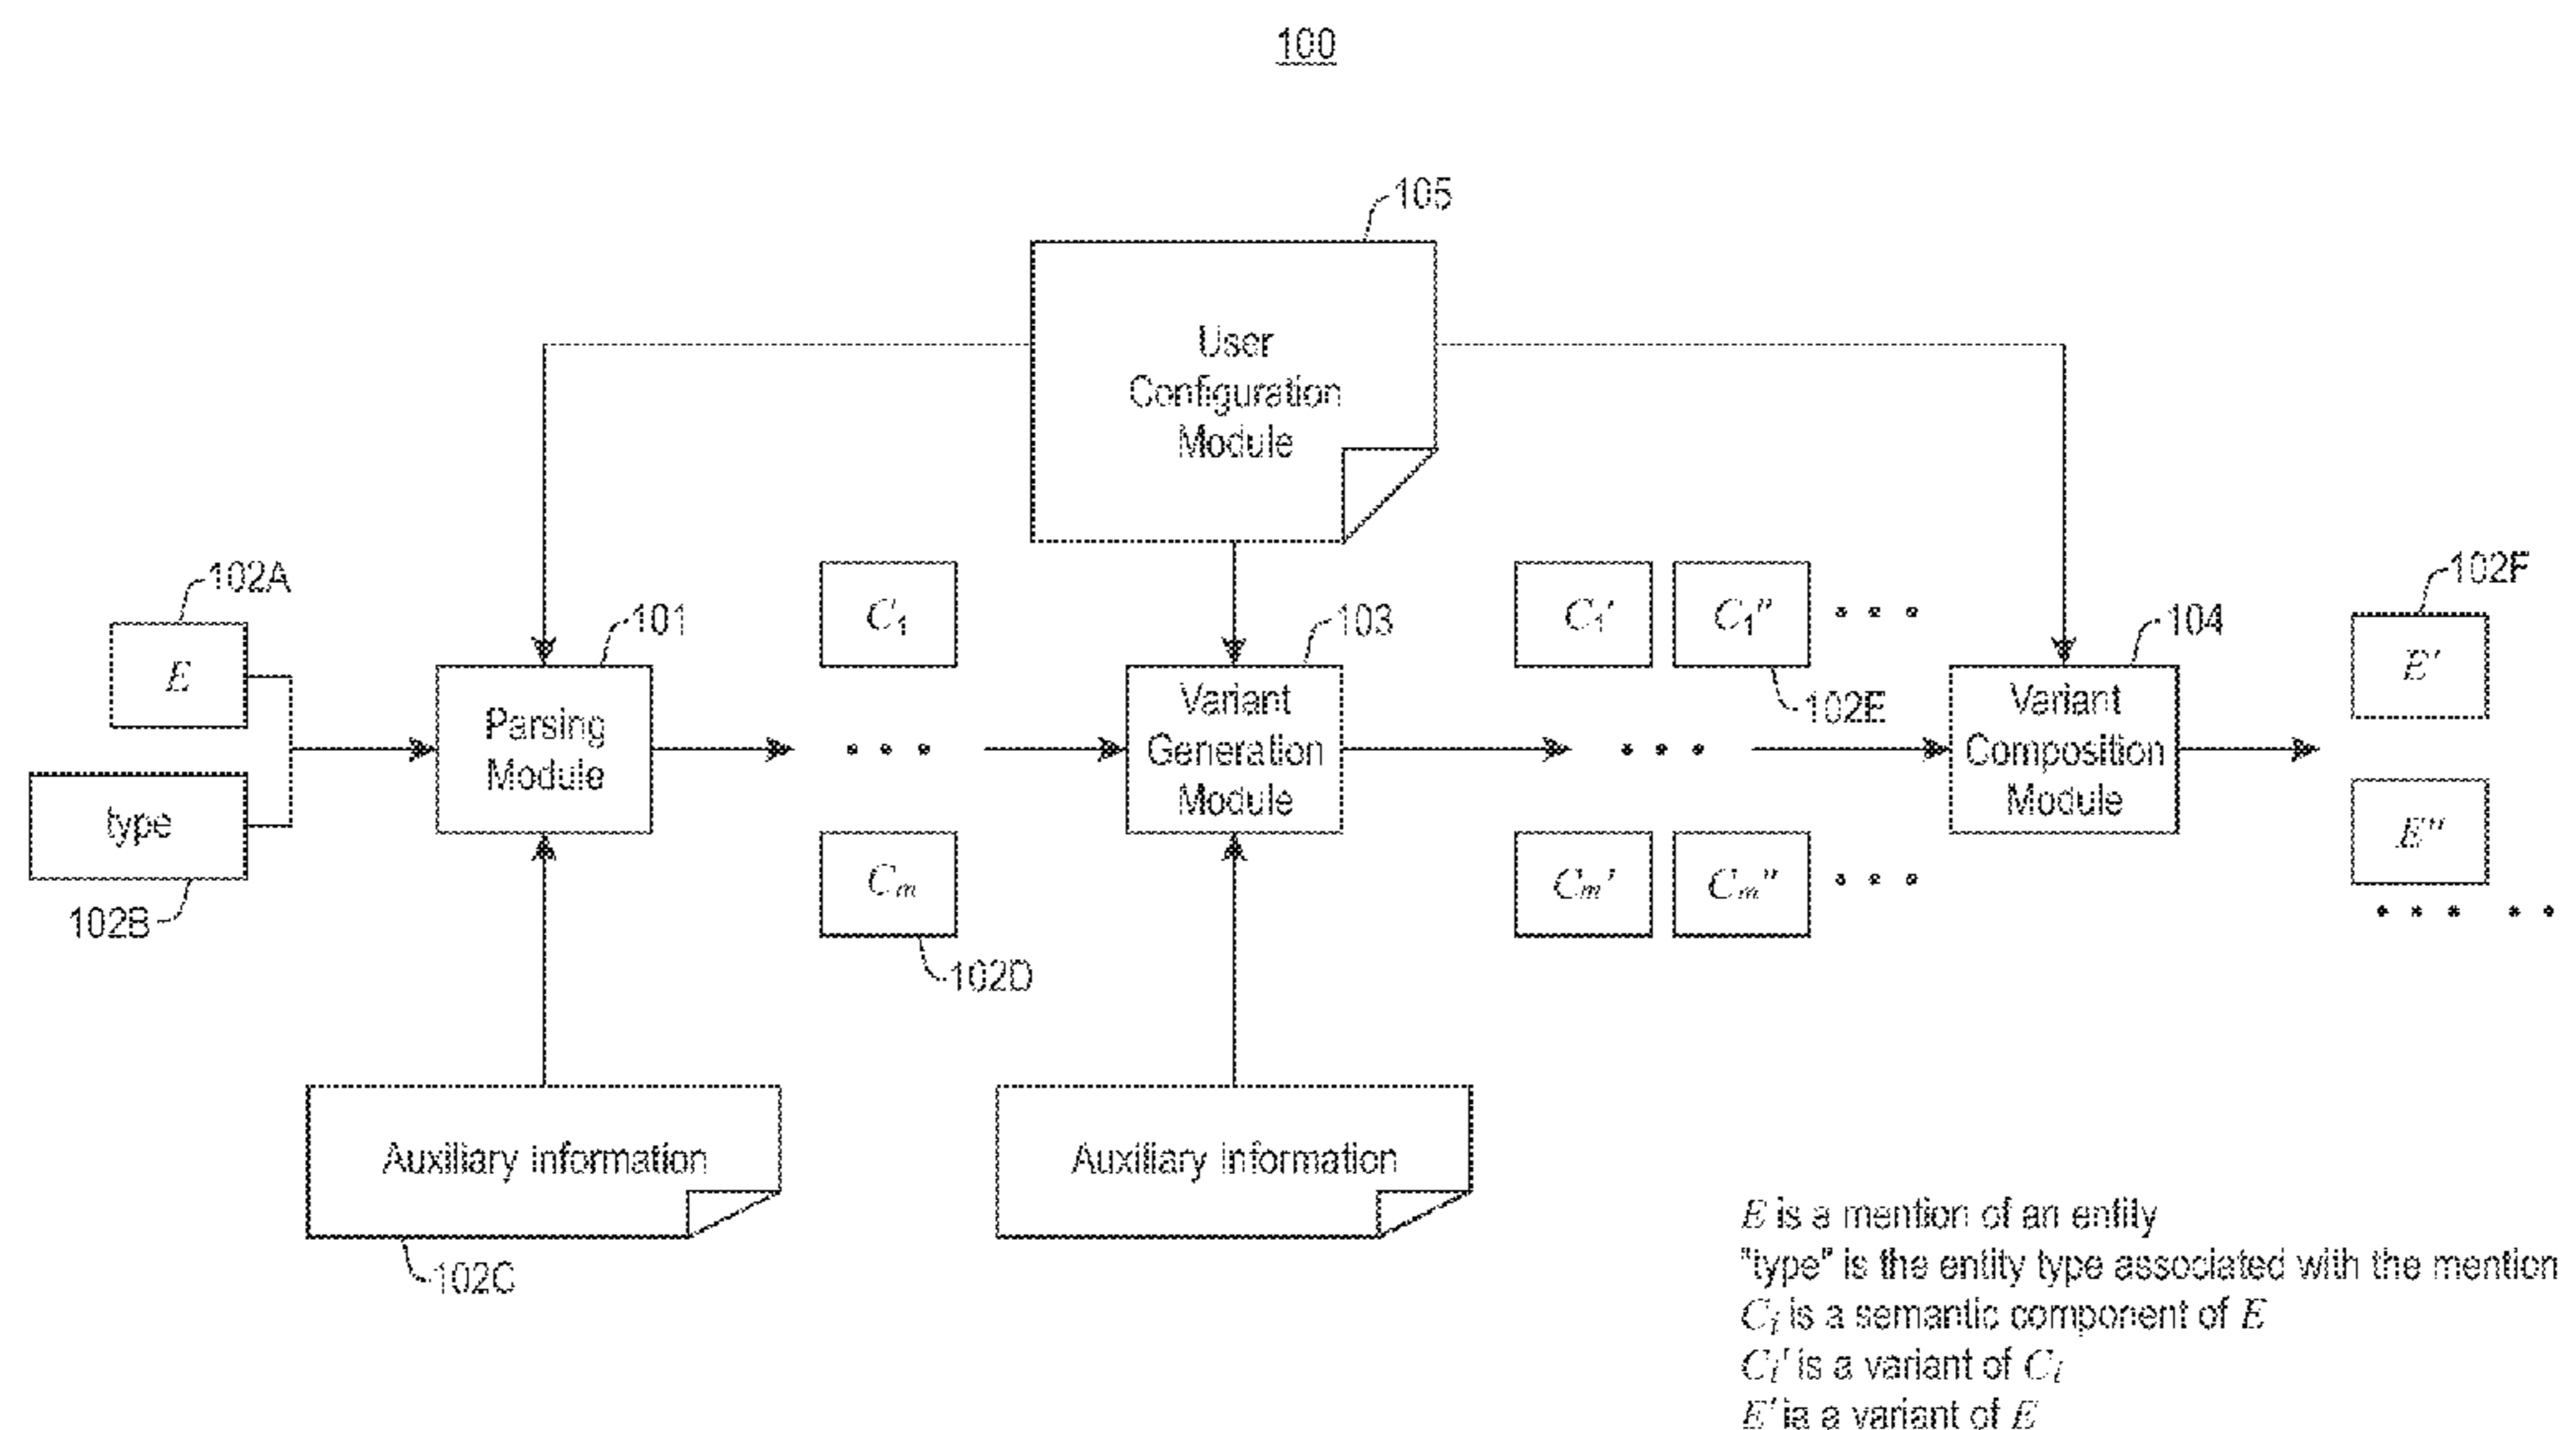 100
105
User
Configuration
Module
102A
E
101
Parsing
Module
type
102B
C₁
• • •
Cₘ
102D
103
Variant
Generation
Module
C₁′ C₁″ • • •
102E
• • •
Cₘ′ Cₘ″ • • •
104
Variant
Composition
Module
102F
E′
E″
• • • • •
Auxiliary information
102C
Auxiliary information
E is a mention of an entity
"type" is the entity type associated with the mention
Cᵢ is a semantic component of E
Cᵢ′ is a variant of Cᵢ
E′ ia a variant of E